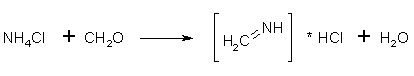 NH4Cl + CH2O [ H2C=NH ] * HCl + H2O